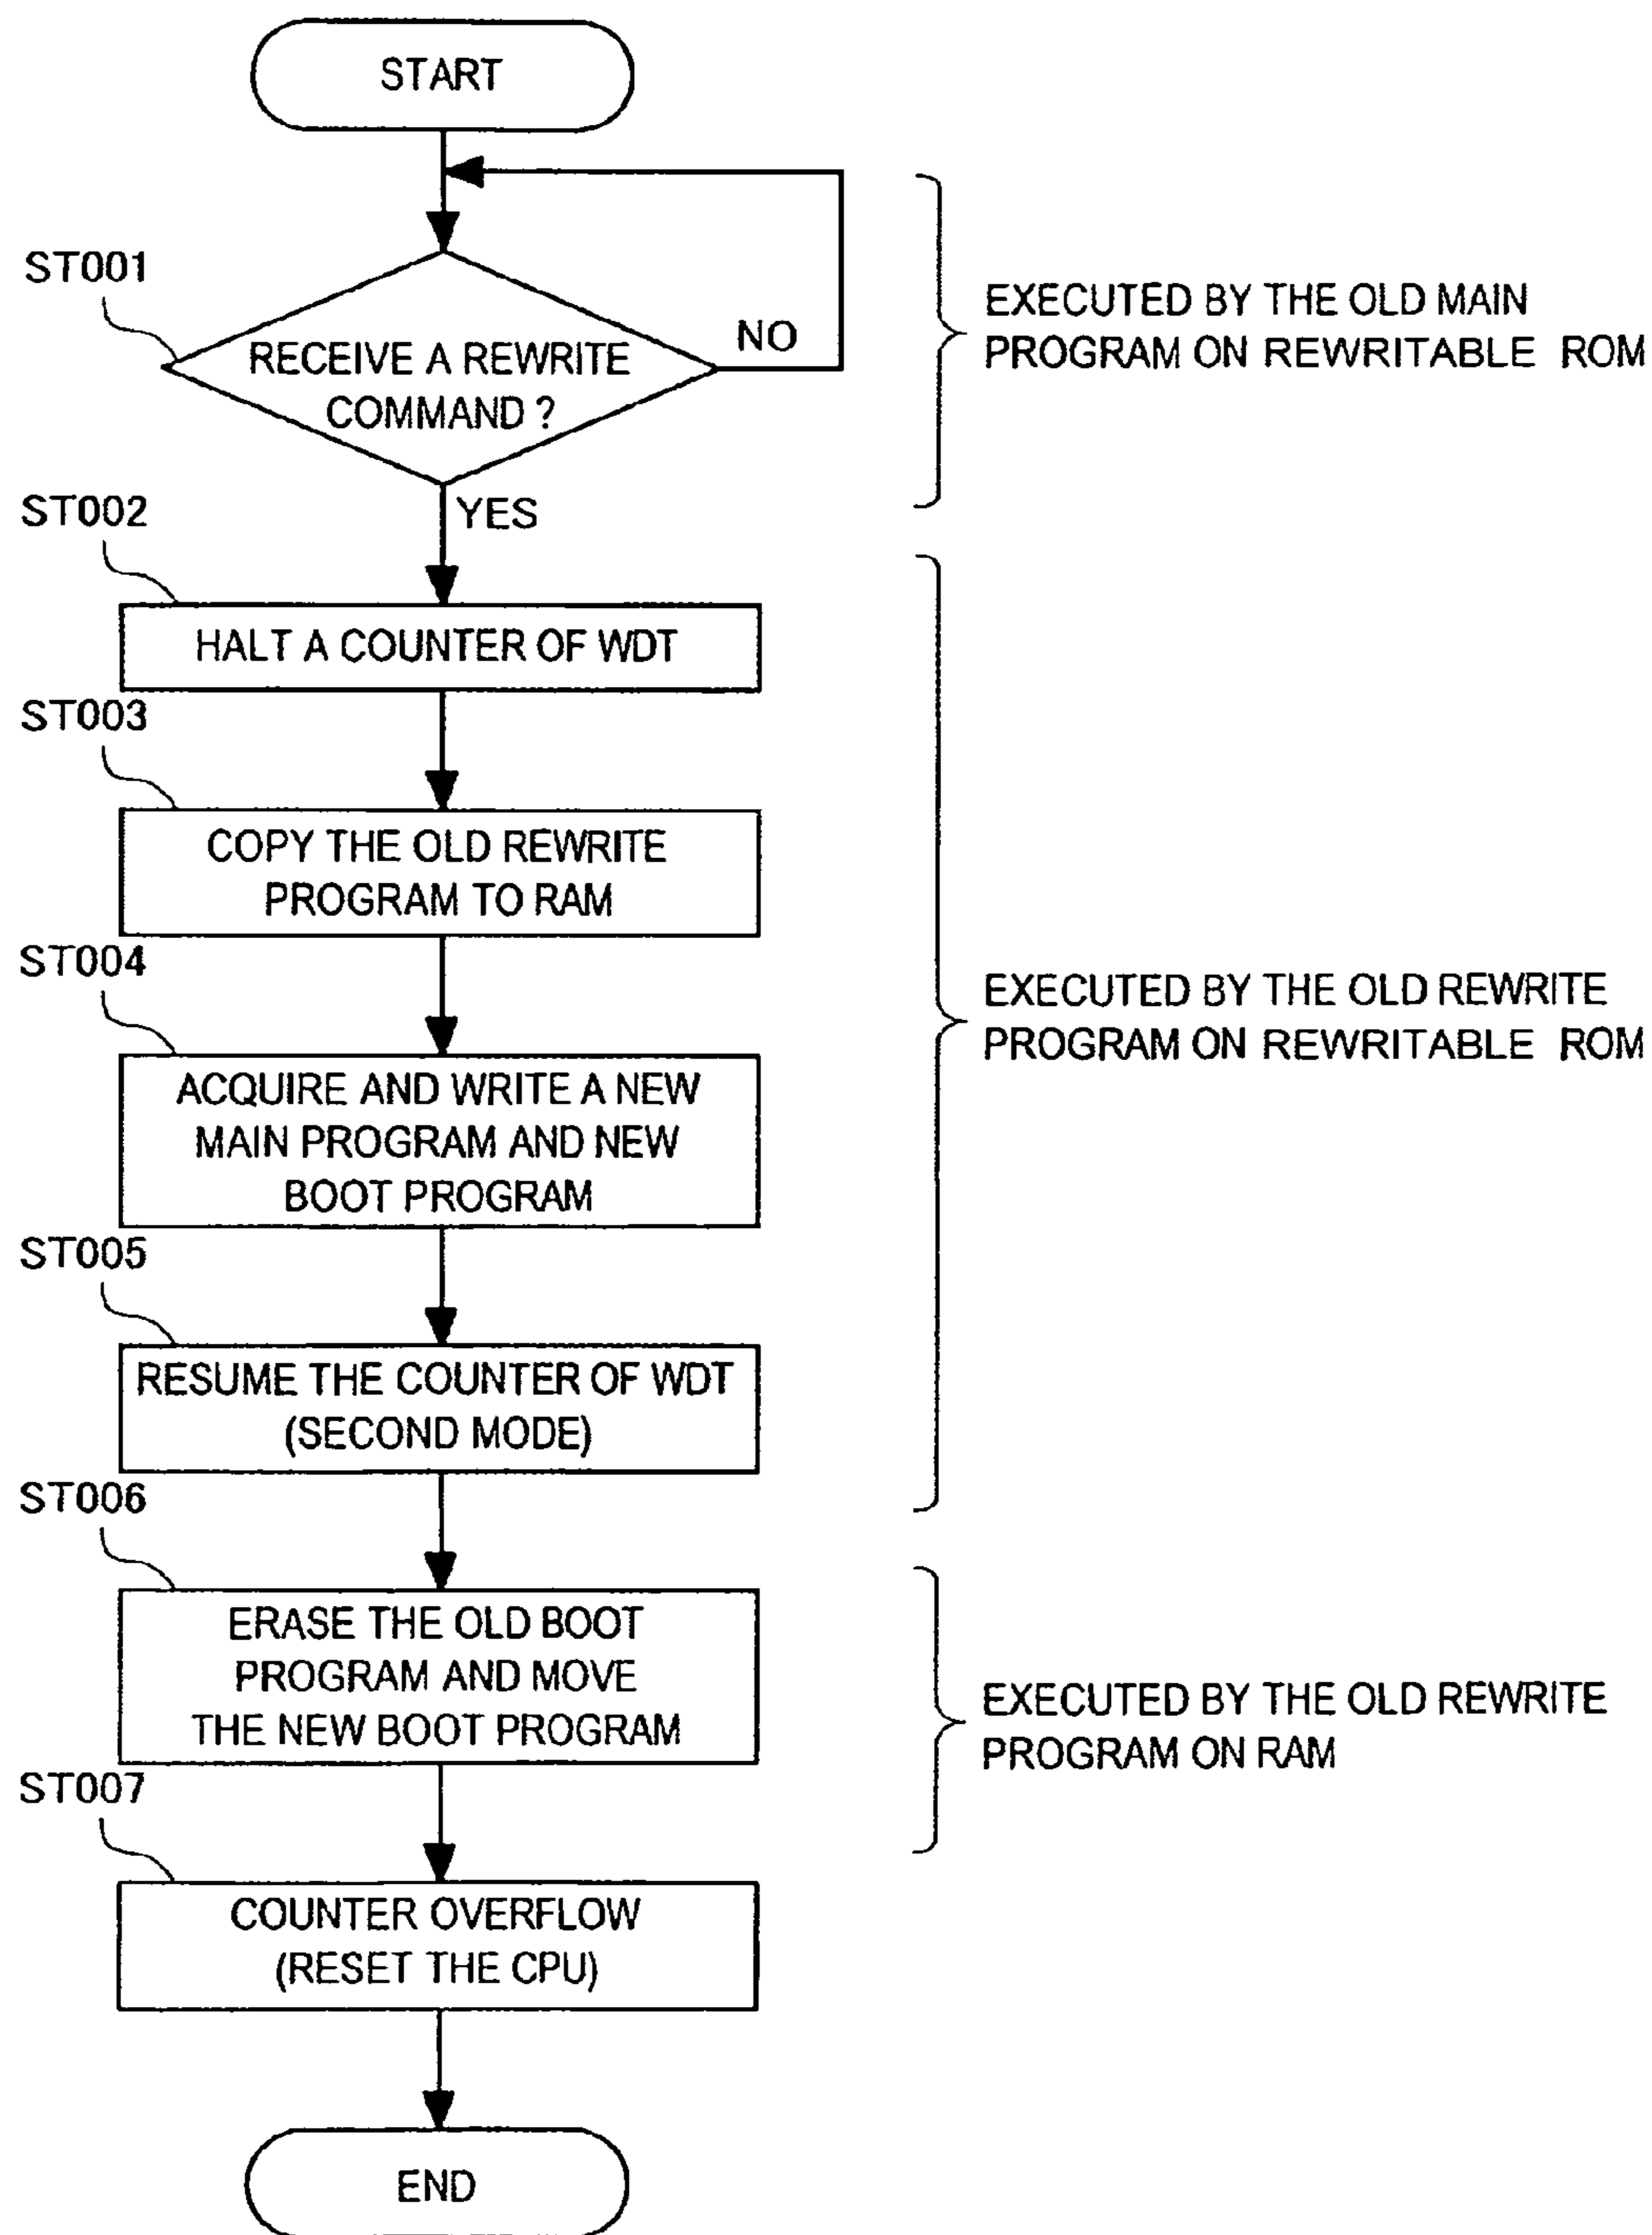 START
ST001
RECEIVE A REWRITE
COMMAND ?
NO
EXECUTED BY THE OLD MAIN
PROGRAM ON REWRITABLE ROM
YES
ST002
HALT A COUNTER OF WDT
ST003
COPY THE OLD REWRITE
PROGRAM TO RAM
ST004
ACQUIRE AND WRITE A NEW
MAIN PROGRAM AND NEW
BOOT PROGRAM
EXECUTED BY THE OLD REWRITE
PROGRAM ON REWRITABLE ROM
ST005
RESUME THE COUNTER OF WDT
(SECOND MODE)
ST006
ERASE THE OLD BOOT
PROGRAM AND MOVE
THE NEW BOOT PROGRAM
EXECUTED BY THE OLD REWRITE
PROGRAM ON RAM
ST007
COUNTER OVERFLOW
(RESET THE CPU)
END